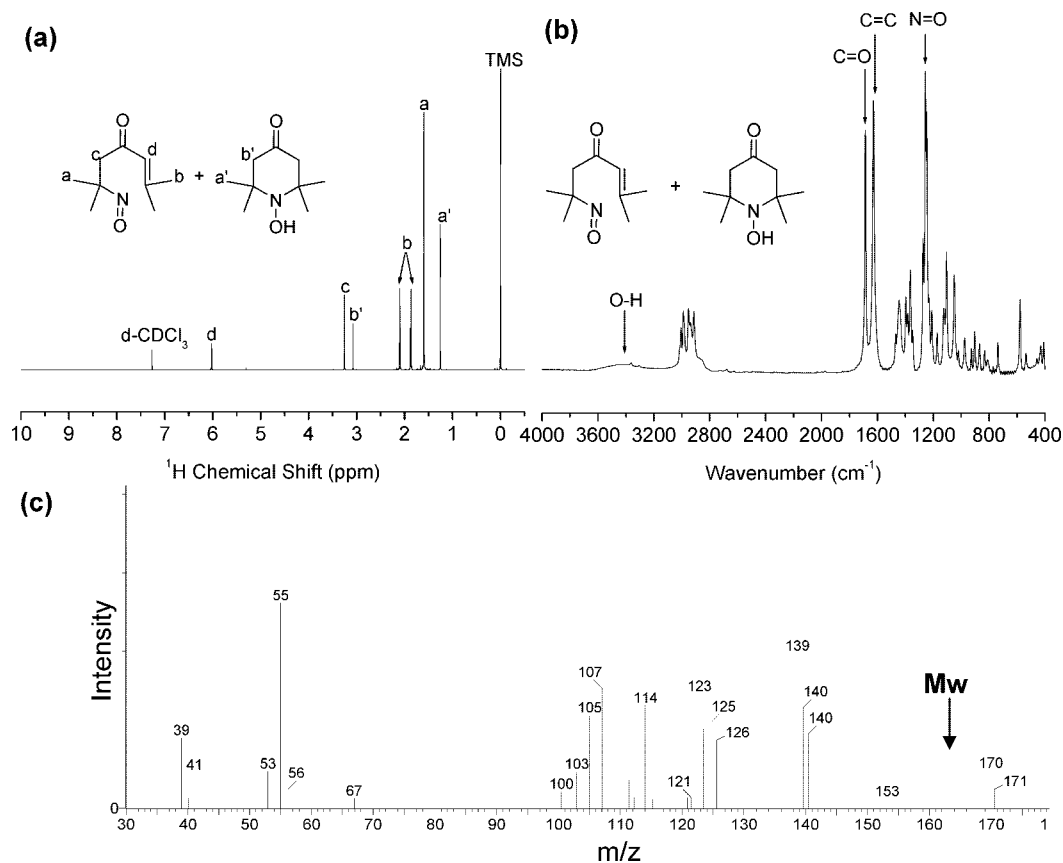 (a)
TMS
a
O
c
d
a
b
N
O
+
O
b'
a'
N
OH
a'
b
c
b'
d-CDCl3
d
10 9 8 7 6 5 4 3 2 1 0
1H Chemical Shift (ppm)
(b)
C=C
N=O
C=O
O
N
O
+
O
N
OH
O-H
4000 3600 3200 2800 2400 2000 1600 1200 800 400
Wavenumber (cm-1)
(c)
Intensity
0
39
41
53
55
56
67
100
103
105
107
114
121
123
125
126
139
140
140
153
Mw
170
171
30 40 50 60 70 80 90 100 110 120 130 140 150 160 170 1
m/z